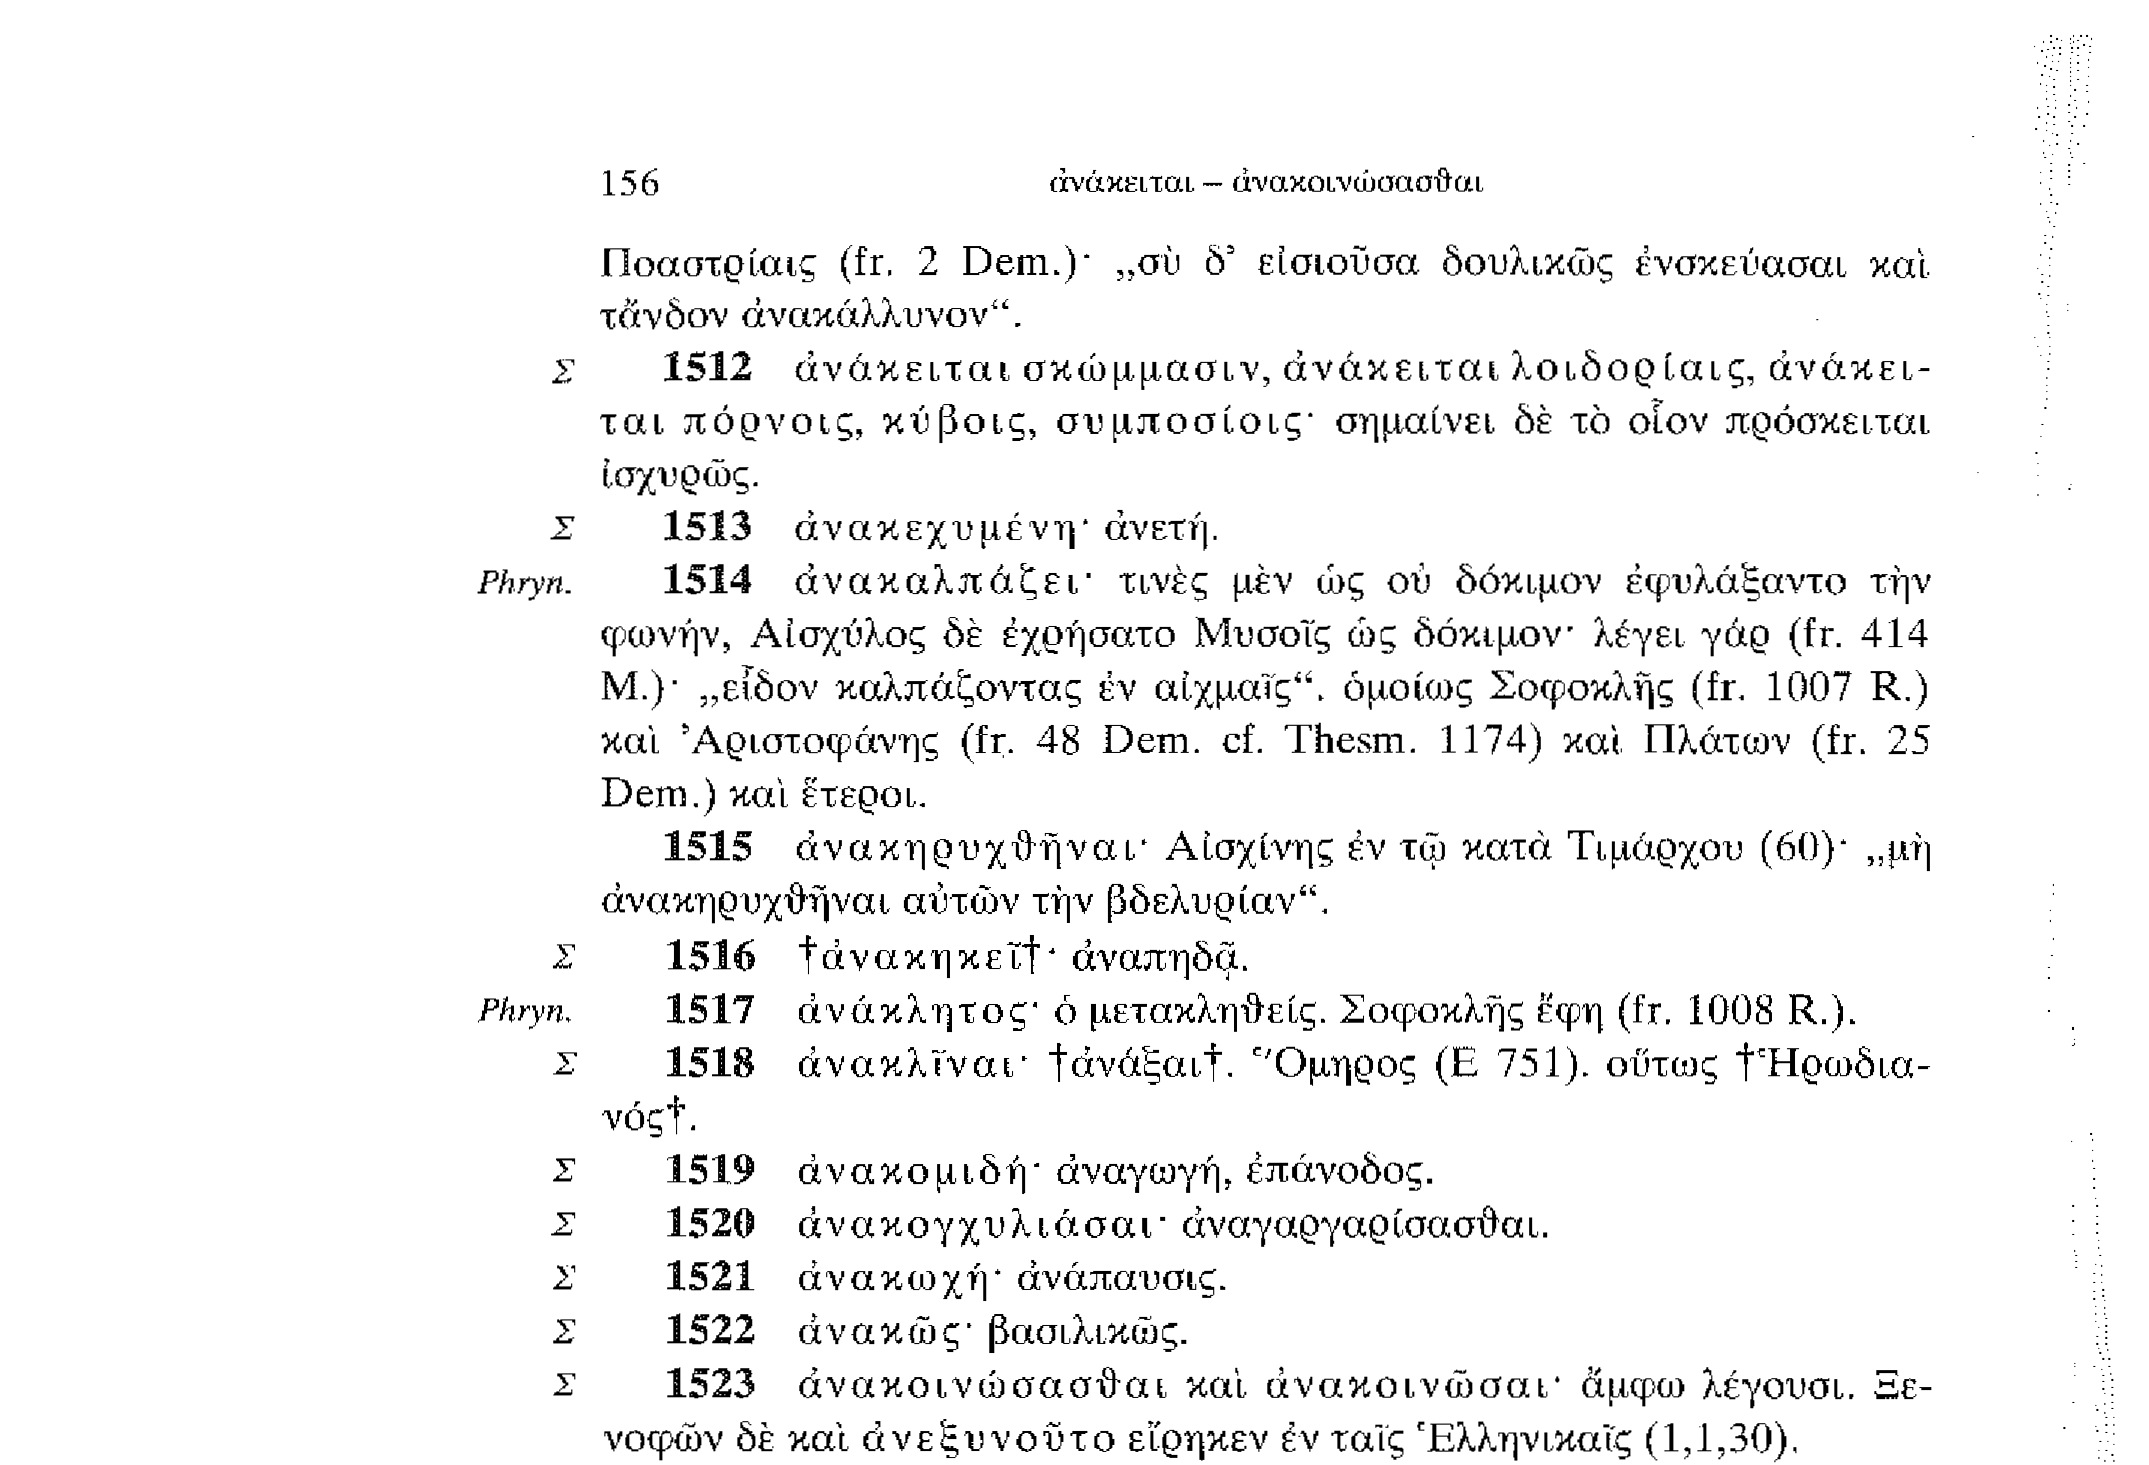 156 ἀνάκειται – ἀνακοινώσασθαι
Ποαστρίαις (fr. 2 Dem.)· „σὺ δ’ εἰσιοῦσα δουλικῶς ἐνσκεύασαι καὶ
τἄνδον ἀνακάλλυνον“.
Σ 1512 ἀνάκειται σκώμμασιν, ἀνάκειται λοιδορίαις, ἀνάκει-
ται πόρνοις, κύβοις, συμποσίοις· σημαίνει δὲ τὸ οἷον πρόσκειται
ἰσχυρῶς.
Σ 1513 ἀνακεχυμένη· ἀνετή.
Phryn. 1514 ἀνακαλπάζει· τινὲς μὲν ὡς οὐ δόκιμον ἐφυλάξαντο τὴν
φωνήν, Αἰσχύλος δὲ ἐχρήσατο Μυσοῖς ὡς δόκιμον· λέγει γάρ (fr. 414
M.)· „εἶδον καλπάζοντας ἐν αἰχμαῖς“. ὁμοίως Σοφοκλῆς (fr. 1007 R.)
καὶ Ἀριστοφάνης (fr. 48 Dem. cf. Thesm. 1174) καὶ Πλάτων (fr. 25
Dem.) καὶ ἕτεροι.
1515 ἀνακηρυχθῆναι· Αἰσχίνης ἐν τῷ κατὰ Τιμάρχου (60)· „μὴ
ἀνακηρυχθῆναι αὐτῶν τὴν βδελυρίαν“.
Σ 1516 †ἀνακηκεῖ†· ἀναπηδᾷ.
Phryn. 1517 ἀνάκλητος· ὁ μετακληθείς. Σοφοκλῆς ἔφη (fr. 1008 R.).
Σ 1518 ἀνακλῖναι· †ἀνάξαι†. Ὅμηρος (E 751). οὕτως †Ἡρωδια-
νός†.
Σ 1519 ἀνακομιδή· ἀναγωγή, ἐπάνοδος.
Σ 1520 ἀνακογχυλιάσαι· ἀναγαργαρίσασθαι.
Σ 1521 ἀνακωχή· ἀνάπαυσις.
Σ 1522 ἀνακῶς· βασιλικῶς.
Σ 1523 ἀνακοινώσασθαι καὶ ἀνακοινῶσαι· ἄμφω λέγουσι. Ξε-
νοφῶν δὲ καὶ ἀνεξυνοῦτο εἴρηκεν ἐν ταῖς Ἑλληνικαῖς (1,1,30).